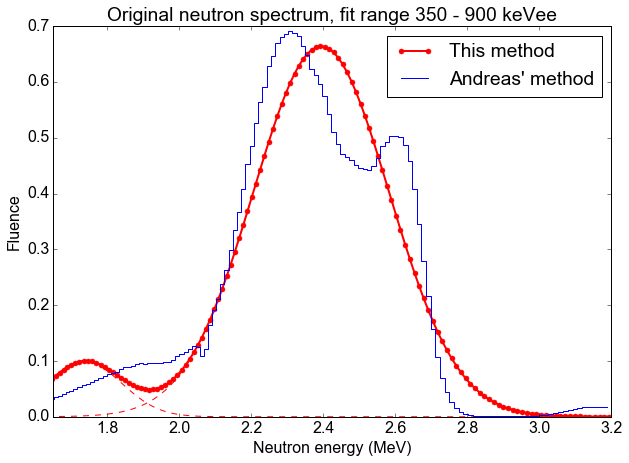 Original neutron spectrum, fit range 350 - 900 keVee
0.7
This method
Andreas' method
0.6
0.5
0.4
0.3
0.2
0.1
0.0
Fluence
1.8 2.0 2.2 2.4 2.6 2.8 3.0 3.2
Neutron energy (MeV)